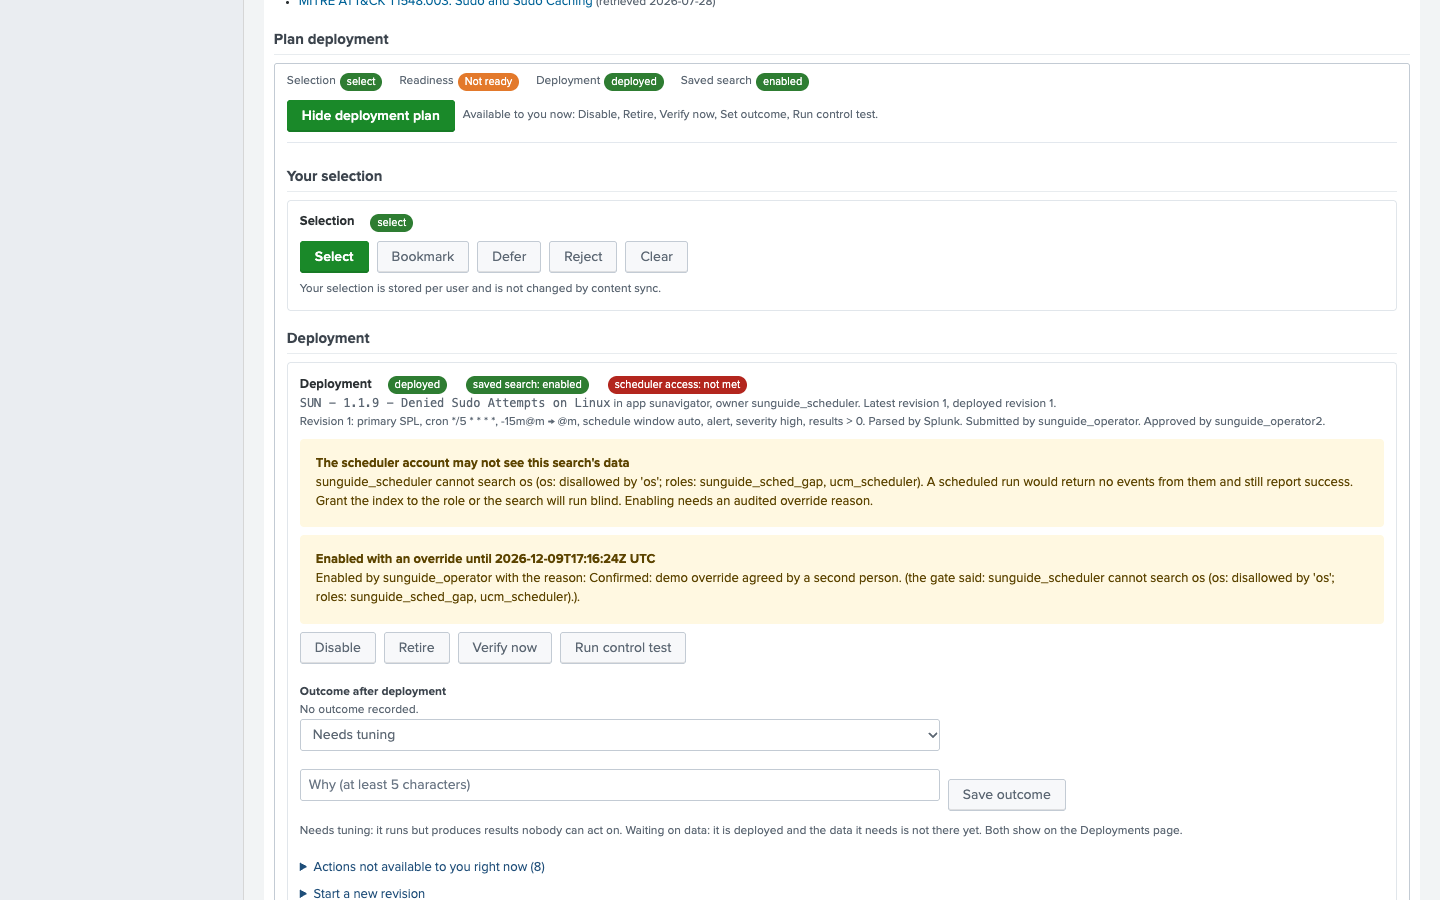 MITRE ATT&CK T1548.003: Sudo and Sudo Caching (retrieved 2026-07-28)
Plan deployment
Selection select Readiness Not ready Deployment deployed Saved search enabled
Hide deployment plan Available to you now: Disable, Retire, Verify now, Set outcome, Run control test.
Your selection
Selection select
Select Bookmark Defer Reject Clear
Your selection is stored per user and is not changed by content sync.
Deployment
Deployment deployed saved search: enabled scheduler access: not met
SUN - 1.1.9 - Denied Sudo Attempts on Linux in app sunavigator, owner sunguide_scheduler. Latest revision 1, deployed revision 1.
Revision 1: primary SPL, cron */5 * * * *, -15m@m → @m, schedule window auto, alert, severity high, results > 0. Parsed by Splunk. Submitted by sunguide_operator. Approved by sunguide_operator2.
The scheduler account may not see this search's data
sunguide_scheduler cannot search os (os: disallowed by 'os'; roles: sunguide_sched_gap, ucm_scheduler). A scheduled run would return no events from them and still report success.
Grant the index to the role or the search will run blind. Enabling needs an audited override reason.
Enabled with an override until 2026-12-09T17:16:24Z UTC
Enabled by sunguide_operator with the reason: Confirmed: demo override agreed by a second person. (the gate said: sunguide_scheduler cannot search os (os: disallowed by 'os';
roles: sunguide_sched_gap, ucm_scheduler).).
Disable Retire Verify now Run control test
Outcome after deployment
No outcome recorded.
Needs tuning
Why (at least 5 characters)
Save outcome
Needs tuning: it runs but produces results nobody can act on. Waiting on data: it is deployed and the data it needs is not there yet. Both show on the Deployments page.
Actions not available to you right now (8)
Start a new revision